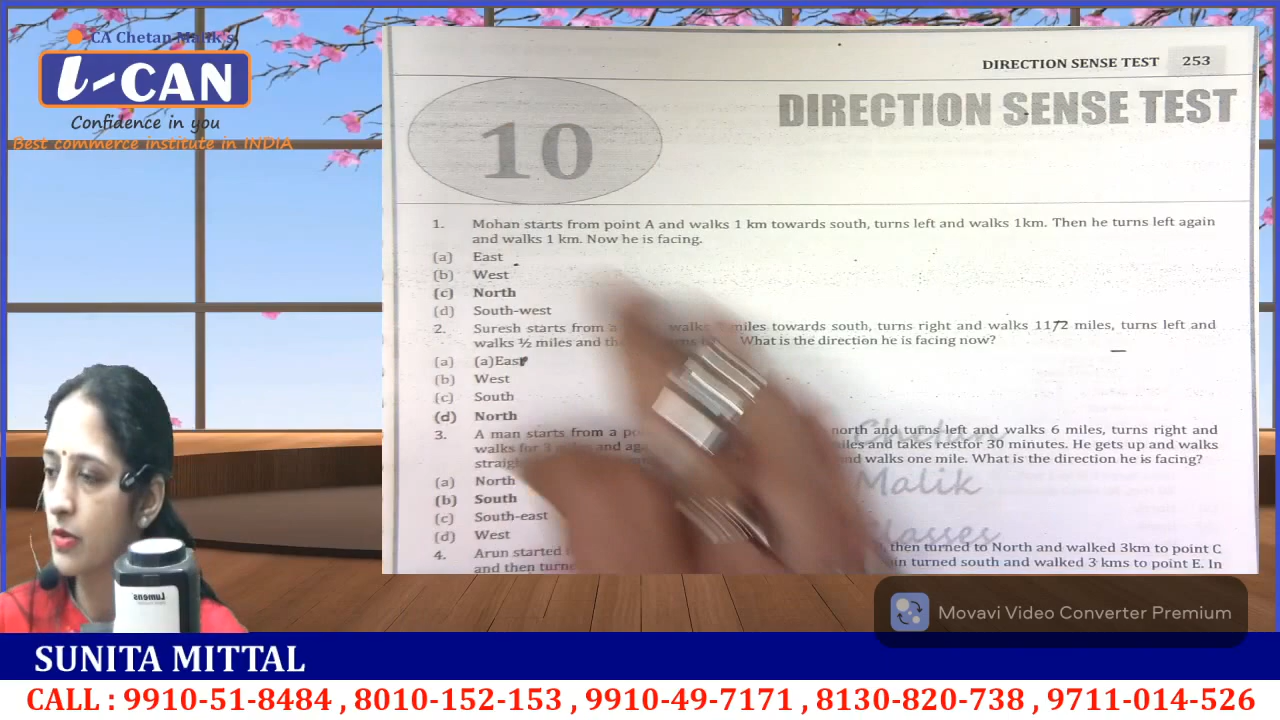 CA Chetan Malik's
i-CAN
Confidence in you
Best commerce institute in INDIA
DIRECTION SENSE TEST 253
10
DIRECTION SENSE TEST
1. Mohan starts from point A and walks 1 km towards south, turns left and walks 1km. Then he turns left again
and walks 1 km. Now he is facing.
(a) East
(b) West
(c) North
(d) South-west
2. Suresh starts from a walks miles towards south, turns right and walks 11/2 miles, turns left and
walks ½ miles and the What is the direction he is facing now?
(a) (a)East
(b) West
(c) South
(d) North
3. A man starts from a north and turns left and walks 6 miles, turns right and
walks for 3 miles and takes restfor 30 minutes. He gets up and walks
and walks one mile. What is the direction he is facing?
(a) North
(b) South
(c) South-east
(d) West
4. Arun started then turned to North and walked 3km to point C
and then turned south and walked 3 kms to point E. In
Chetan
Malik
Classes
Lumens
Movavi Video Converter Premium
SUNITA MITTAL
CALL : 9910-51-8484 , 8010-152-153 , 9910-49-7171 , 8130-820-738 , 9711-014-526